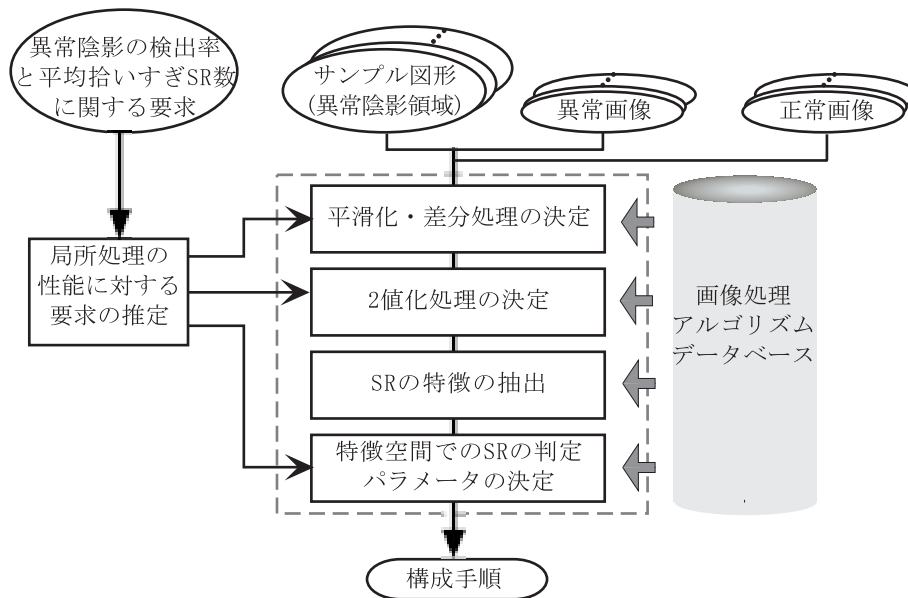 異常陰影の検出率
と平均拾いすぎSR数
に関する要求
サンプル図形
(異常陰影領域)
異常画像
正常画像
局所処理の
性能に対する
要求の推定
平滑化・差分処理の決定
2値化処理の決定
SRの特徴の抽出
特徴空間でのSRの判定
パラメータの決定
画像処理
アルゴリズム
データベース
構成手順